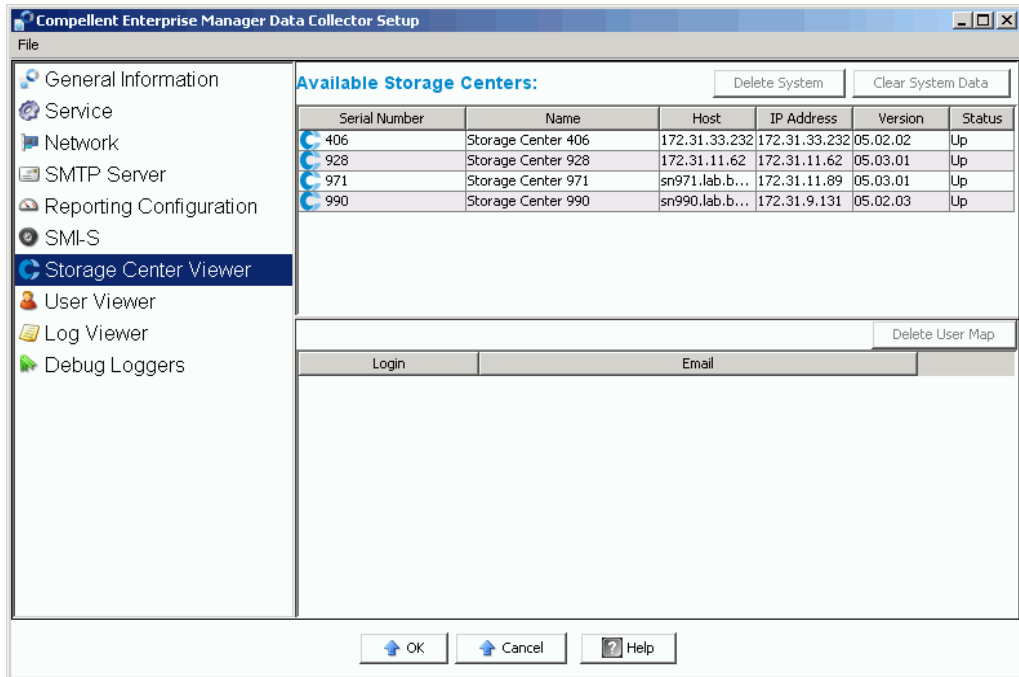 Compellent Enterprise Manager Data Collector Setup
File
General Information
Service
Network
SMTP Server
Reporting Configuration
SMI-S
Storage Center Viewer
User Viewer
Log Viewer
Debug Loggers
Available Storage Centers:
Delete System
Clear System Data
Serial Number Name Host IP Address Version Status
406 Storage Center 406 172.31.33.232 172.31.33.232 05.02.02 Up
928 Storage Center 928 172.31.11.62 172.31.11.62 05.03.01 Up
971 Storage Center 971 sn971.lab.b... 172.31.11.89 05.03.01 Up
990 Storage Center 990 sn990.lab.b... 172.31.9.131 05.02.03 Up
Delete User Map
Login Email
OK Cancel ? Help